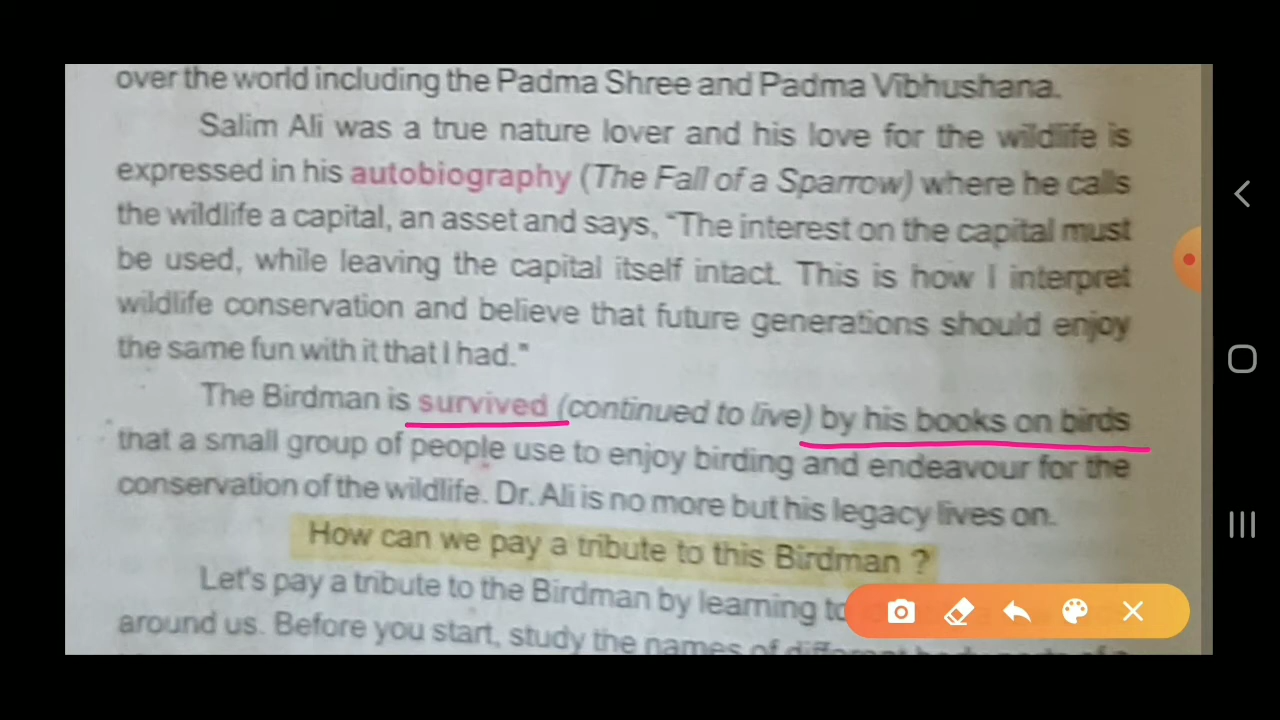 over the world including the Padma Shree and Padma Vibhushana.
Salim Ali was a true nature lover and his love for the wildlife is
expressed in his autobiography (The Fall of a Sparrow) where he calls
the wildlife a capital, an asset and says, "The interest on the capital must
be used, while leaving the capital itself intact. This is how I interpret
wildlife conservation and believe that future generations should enjoy
the same fun with it that I had."
The Birdman is survived (continued to live) by his books on birds
that a small group of people use to enjoy birding and endeavour for the
conservation of the wildlife. Dr. Ali is no more but his legacy lives on.
How can we pay a tribute to this Birdman ?
Let's pay a tribute to the Birdman by learning to
around us. Before you start, study the names of different body parts of a